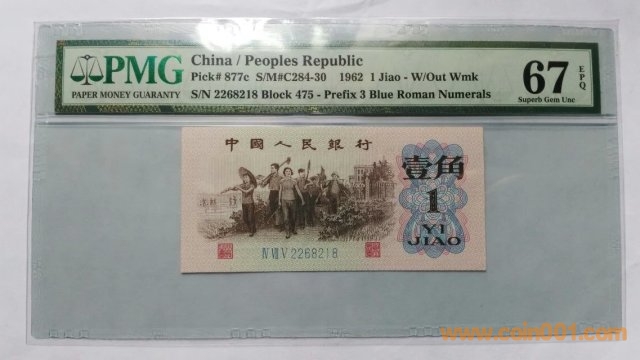 PMG
PAPER MONEY GUARANTY
China / Peoples Republic
Pick# 877c S/M#C284-30 1962 1 Jiao - W/Out Wmk
S/N 2268218 Block 475 - Prefix 3 Blue Roman Numerals
67 EPQ
Superb Gem Unc
中國人民銀行
壹角
1
YI
JIAO
Ⅳ Ⅶ Ⅴ 2268218
www.coin001.com